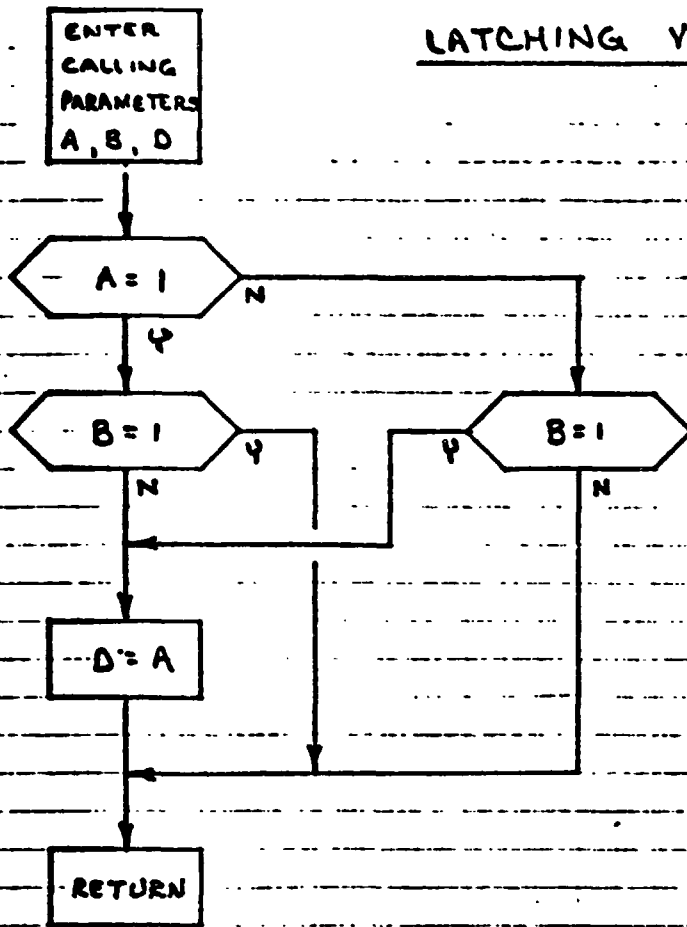 LATCHING V
ENTER
CALLING
PARAMETERS
A, B, D
A = 1
N
Y
B = 1
Y
N
Y
B = 1
N
D = A
RETURN